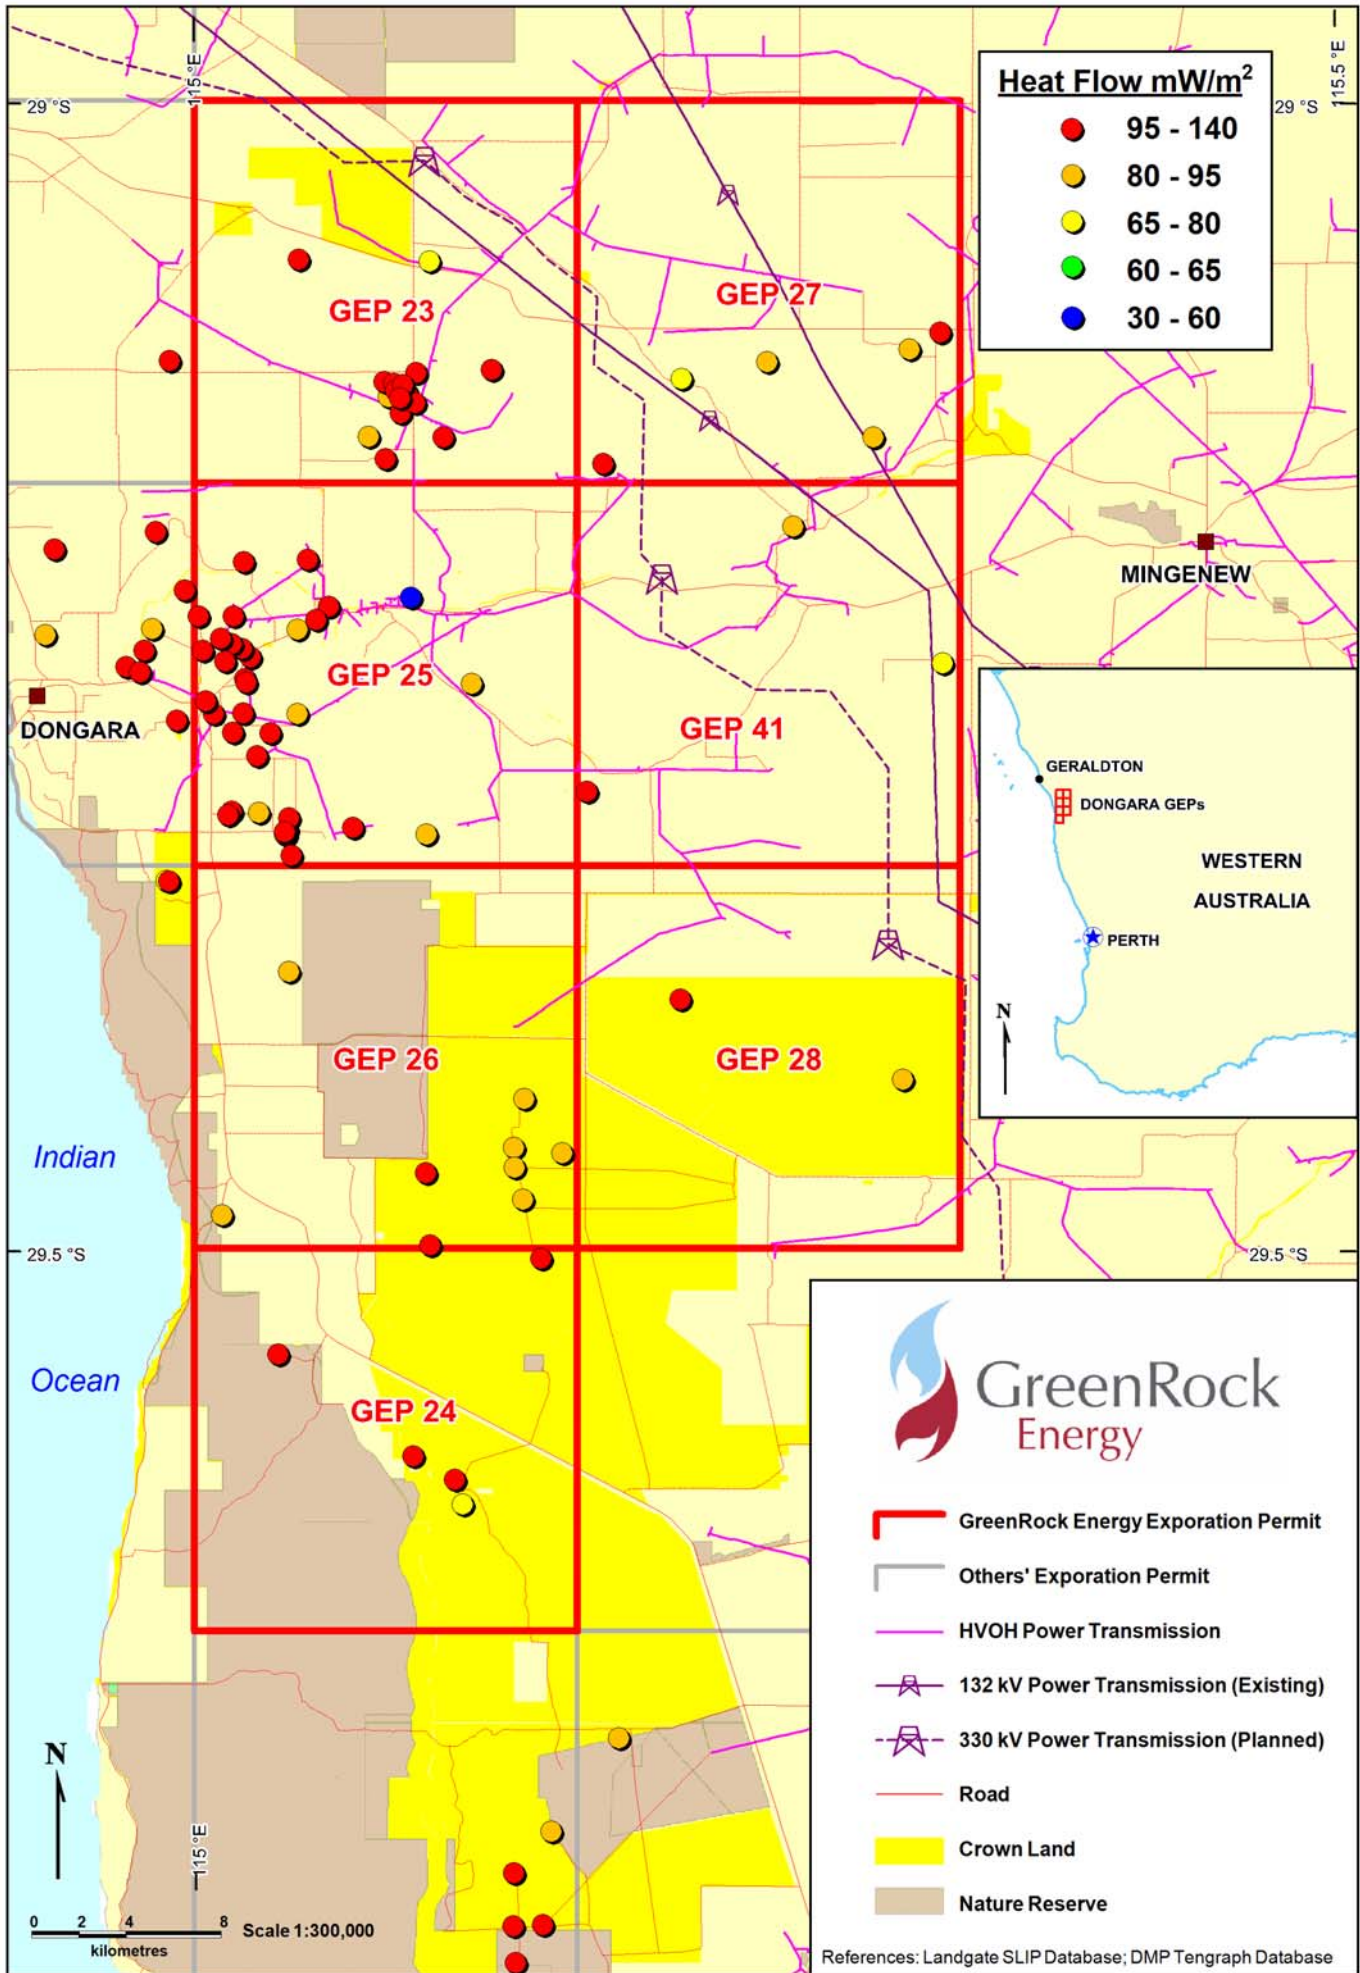 115 °E
115.5 °E
29 °S
29 °S
Heat Flow mW/m²
95 - 140
80 - 95
65 - 80
60 - 65
30 - 60
GEP 23
GEP 27
MINGENEW
GEP 25
DONGARA
GEP 41
GERALDTON
DONGARA GEPs
WESTERN
AUSTRALIA
PERTH
N
GEP 26
GEP 28
Indian
29.5 °S
29.5 °S
Ocean
GEP 24
GreenRock
Energy
GreenRock Energy Exporation Permit
Others' Exporation Permit
HVOH Power Transmission
132 kV Power Transmission (Existing)
330 kV Power Transmission (Planned)
Road
Crown Land
Nature Reserve
N
115 °E
0 2 4 8
kilometres
Scale 1:300,000
References: Landgate SLIP Database; DMP Tengraph Database